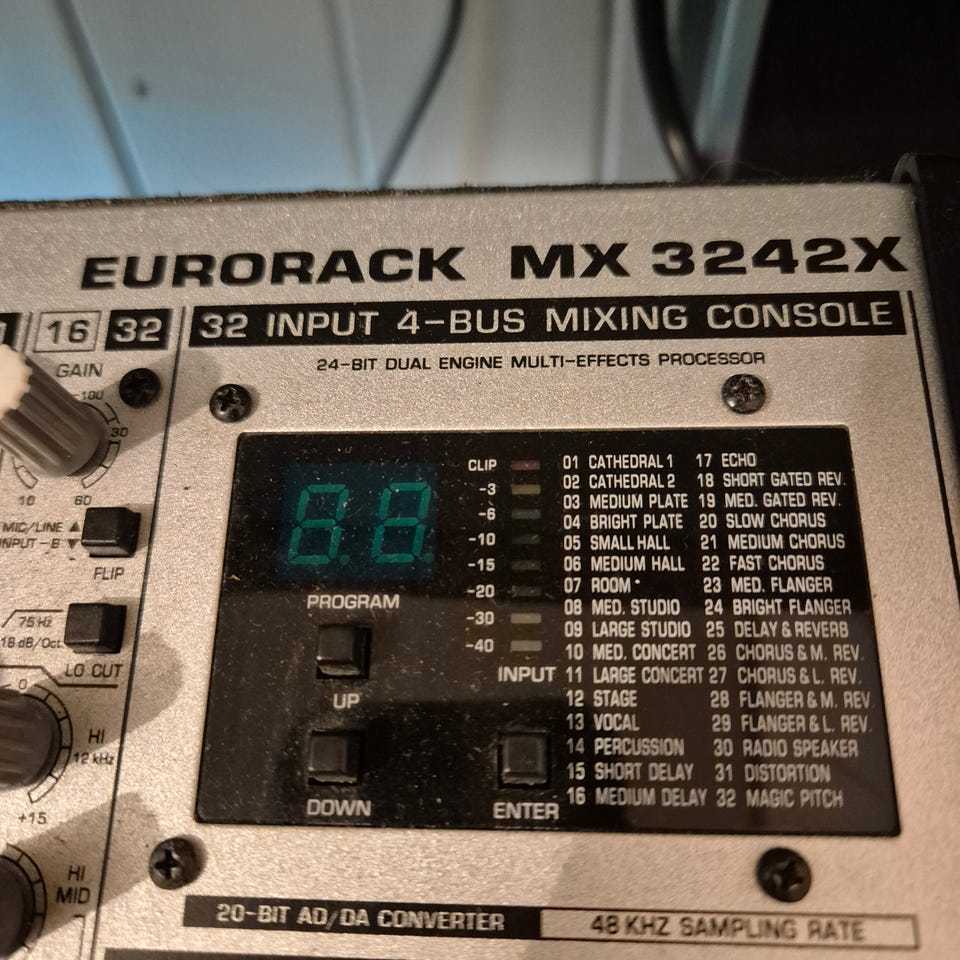 EURORACK MX 3242X
16 32
32 INPUT 4-BUS MIXING CONSOLE
24-BIT DUAL ENGINE MULTI-EFFECTS PROCESSOR
GAIN
30
10 60
MIC/LINE ▲
INPUT-B ▼
FLIP
75 Hz
18 dB/Oct.
LO CUT
0
HI
12 kHz
+15
HI
MID
8.8.
PROGRAM
UP
DOWN
CLIP
-3
-6
-10
-15
-20
-30
-40
INPUT
ENTER
01 CATHEDRAL 1
02 CATHEDRAL 2
03 MEDIUM PLATE
04 BRIGHT PLATE
05 SMALL HALL
06 MEDIUM HALL
07 ROOM
08 MED. STUDIO
09 LARGE STUDIO
10 MED. CONCERT
11 LARGE CONCERT
12 STAGE
13 VOCAL
14 PERCUSSION
15 SHORT DELAY
16 MEDIUM DELAY
17 ECHO
18 SHORT GATED REV.
19 MED. GATED REV.
20 SLOW CHORUS
21 MEDIUM CHORUS
22 FAST CHORUS
23 MED. FLANGER
24 BRIGHT FLANGER
25 DELAY & REVERB
26 CHORUS & M. REV.
27 CHORUS & L. REV.
28 FLANGER & M. REV.
29 FLANGER & L. REV.
30 RADIO SPEAKER
31 DISTORTION
32 MAGIC PITCH
20-BIT AD/DA CONVERTER
48 KHZ SAMPLING RATE